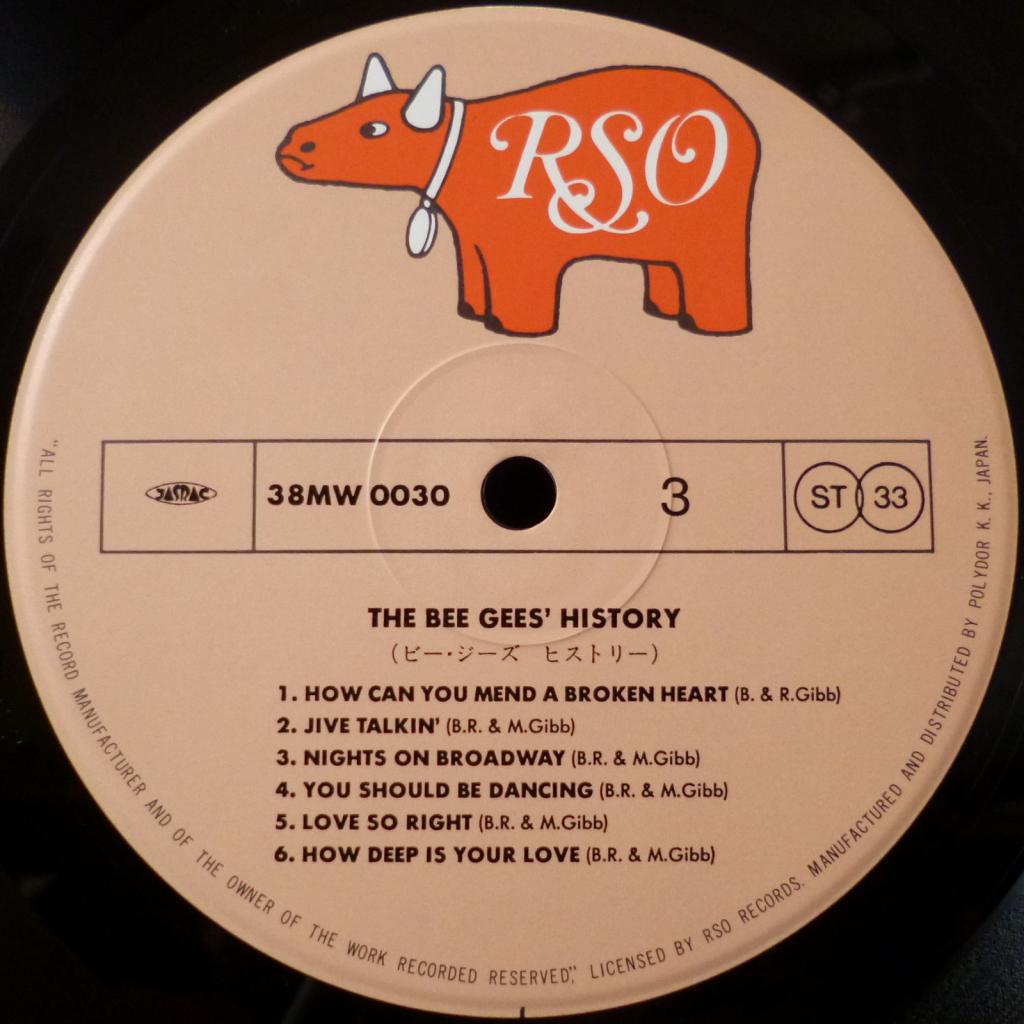 RSO
JASRAC
38MW 0030
3
ST 33
THE BEE GEES' HISTORY
(ビー・ジーズ ヒストリー)
1. HOW CAN YOU MEND A BROKEN HEART (B. & R.Gibb)
2. JIVE TALKIN' (B.R. & M.Gibb)
3. NIGHTS ON BROADWAY (B.R. & M.Gibb)
4. YOU SHOULD BE DANCING (B.R. & M.Gibb)
5. LOVE SO RIGHT (B.R. & M.Gibb)
6. HOW DEEP IS YOUR LOVE (B.R. & M.Gibb)
"ALL RIGHTS OF THE RECORD MANUFACTURER AND OF THE OWNER OF THE WORK RECORDED RESERVED", LICENSED BY RSO RECORDS. MANUFACTURED AND DISTRIBUTED BY POLYDOR K. K., JAPAN.